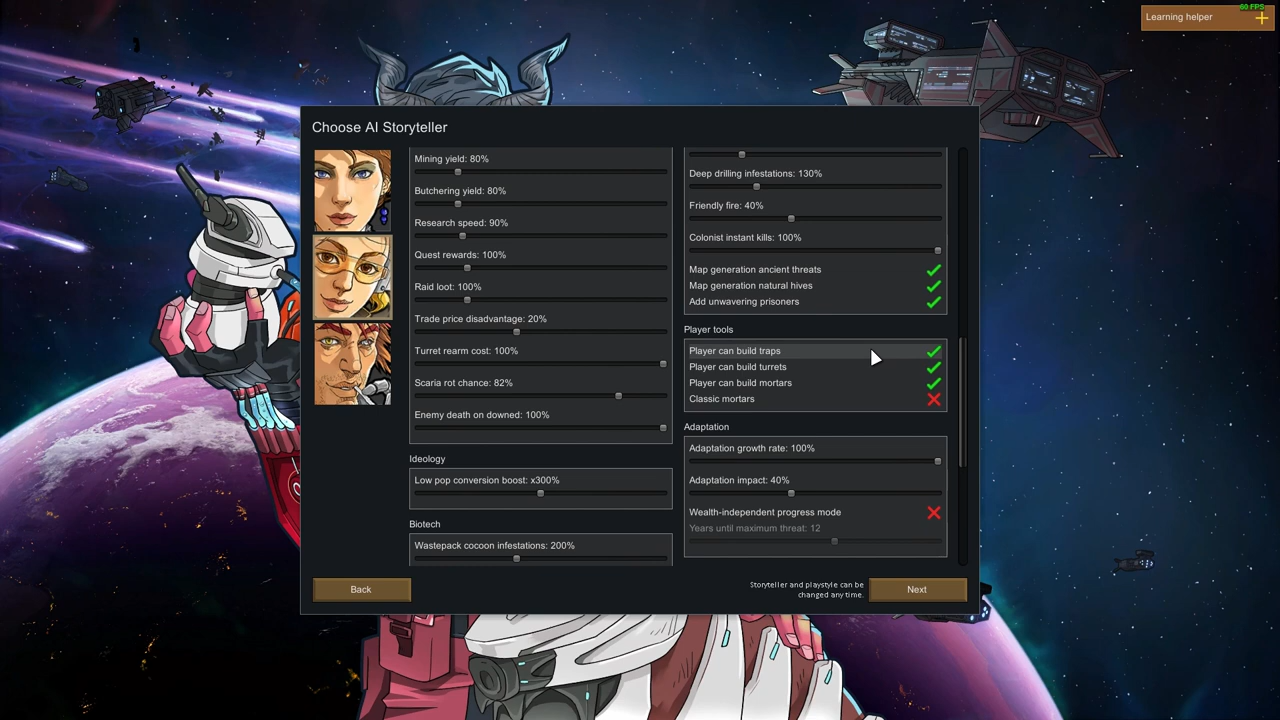 60 FPS
Learning helper
Choose AI Storyteller
Mining yield: 80%
Butchering yield: 80%
Research speed: 90%
Quest rewards: 100%
Raid loot: 100%
Trade price disadvantage: 20%
Turret rearm cost: 100%
Scaria rot chance: 82%
Enemy death on downed: 100%
Ideology
Low pop conversion boost: x300%
Biotech
Wastepack cocoon infestations: 200%
Deep drilling infestations: 130%
Friendly fire: 40%
Colonist instant kills: 100%
Map generation ancient threats
Map generation natural hives
Add unwavering prisoners
Player tools
Player can build traps
Player can build turrets
Player can build mortars
Classic mortars
Adaptation
Adaptation growth rate: 100%
Adaptation impact: 40%
Wealth-independent progress mode
Years until maximum threat: 12
Back
Storyteller and playstyle can be
changed any time.
Next